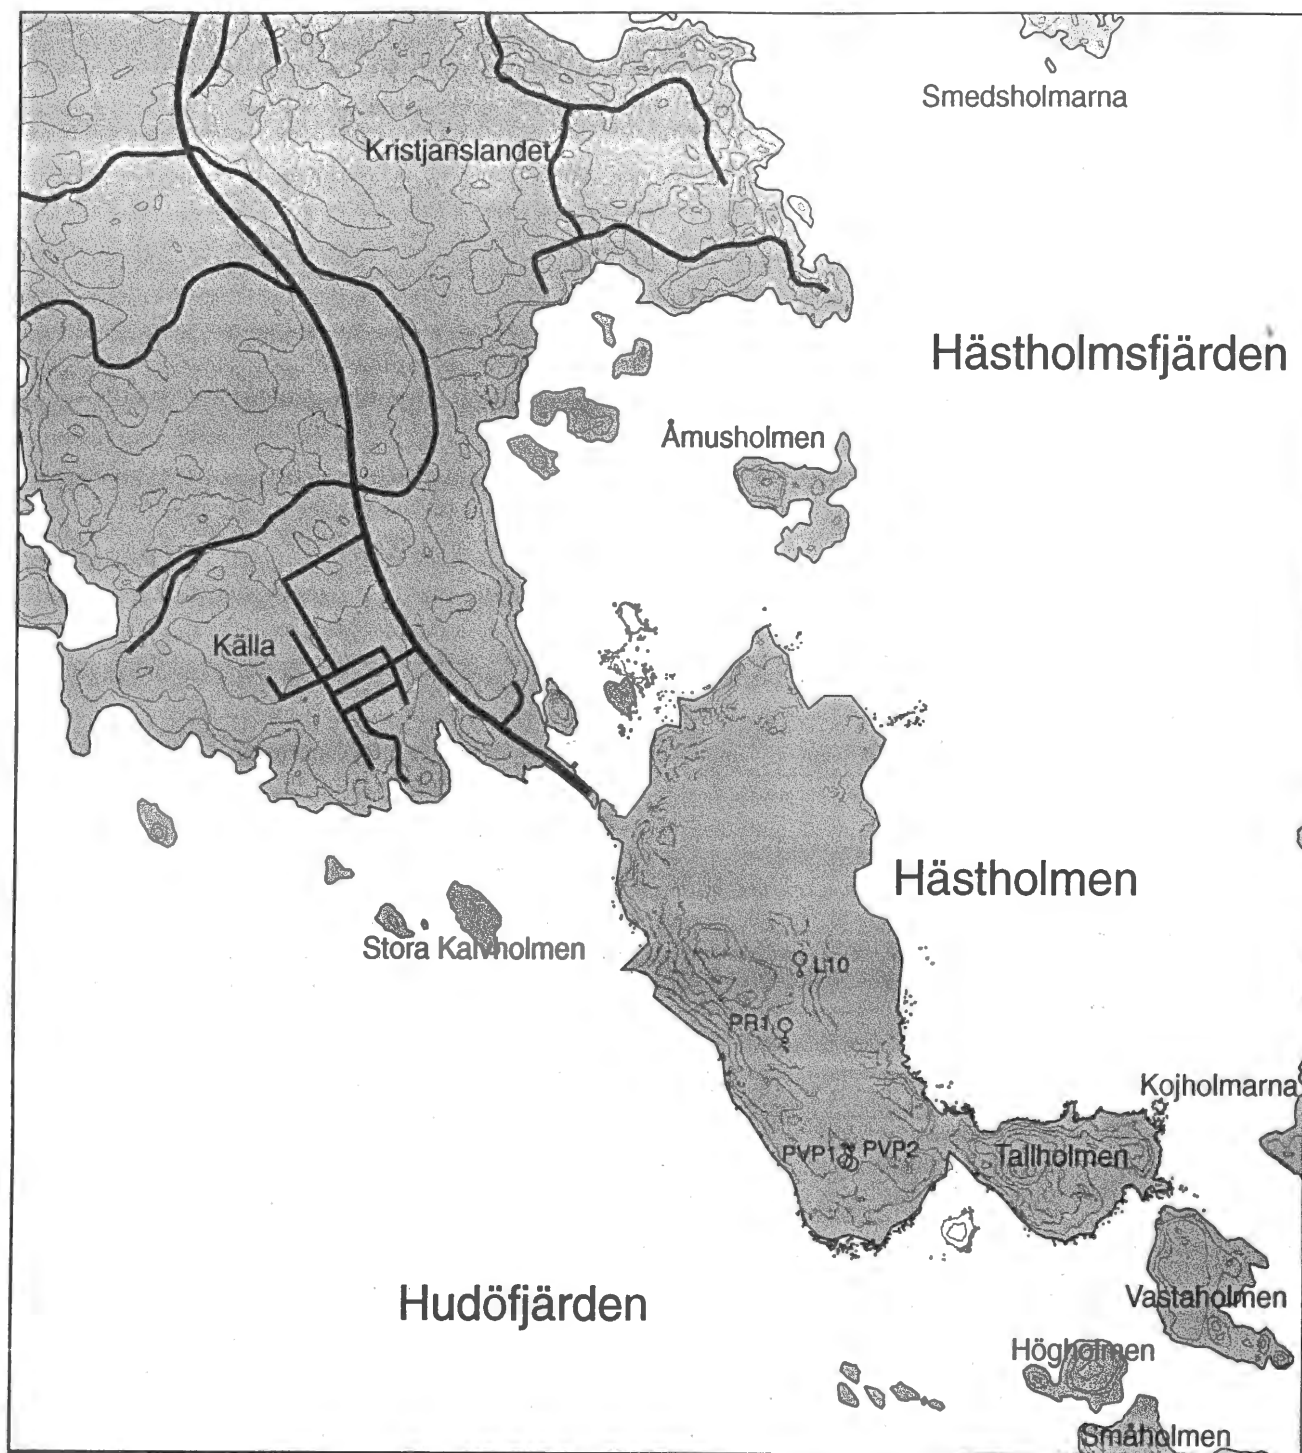 Smedsholmarna
Kristjanslandet
Hästholmsfjärden
Åmusholmen
Källa
Hästholmen
Stora Kalvholmen
L10
PR1
Kojholmarna
PVP1 PVP2
Tallholmen
Hudöfjärden
Vastaholmen
Högholmen
Småholmen